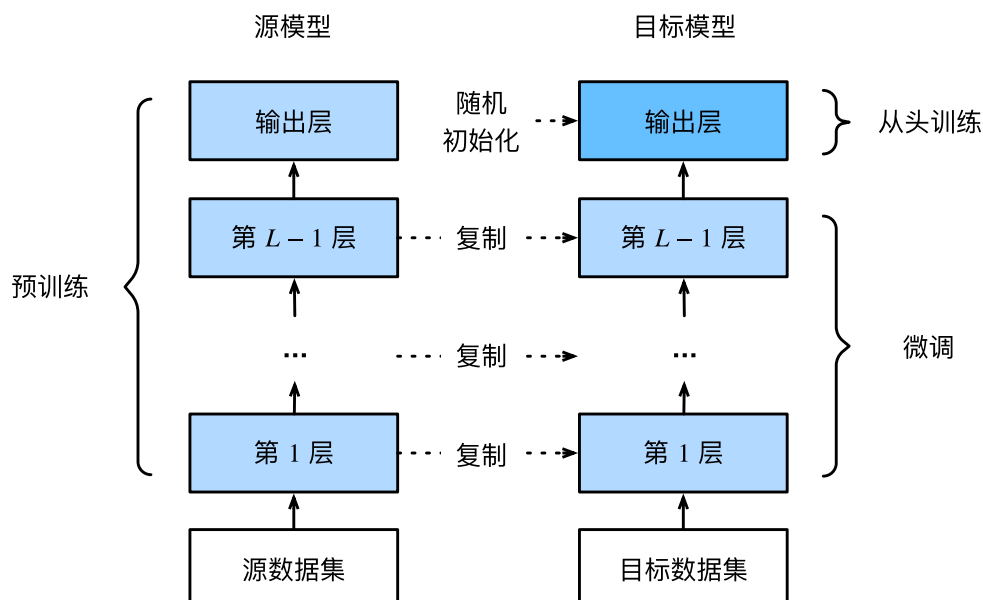 源模型
目标模型
输出层
随机
初始化
输出层
从头训练
第 L − 1 层
复制
第 L − 1 层
预训练
...
复制
...
微调
第 1 层
复制
第 1 层
源数据集
目标数据集